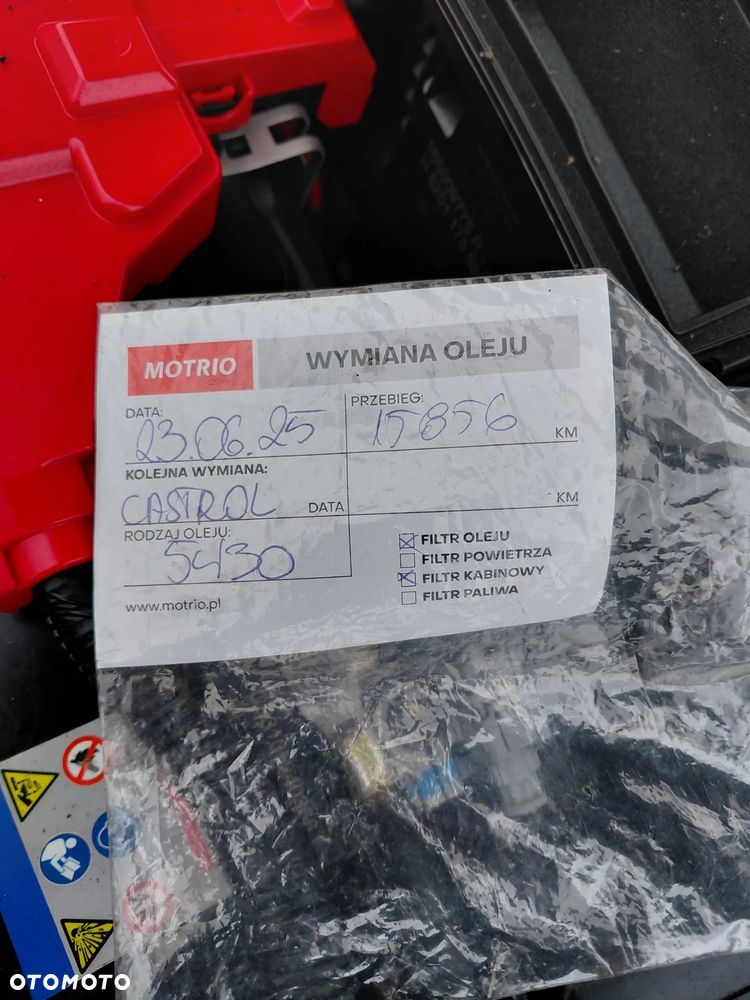 MOTRIO
WYMIANA OLEJU
DATA:
23.06.25
PRZEBIEG:
15856
KM
KOLEJNA WYMIANA:
CASTROL
DATA
KM
RODZAJ OLEJU:
5W30
FILTR OLEJU
FILTR POWIETRZA
FILTR KABINOWY
FILTR PALIWA
www.motrio.pl
OTOMOTO